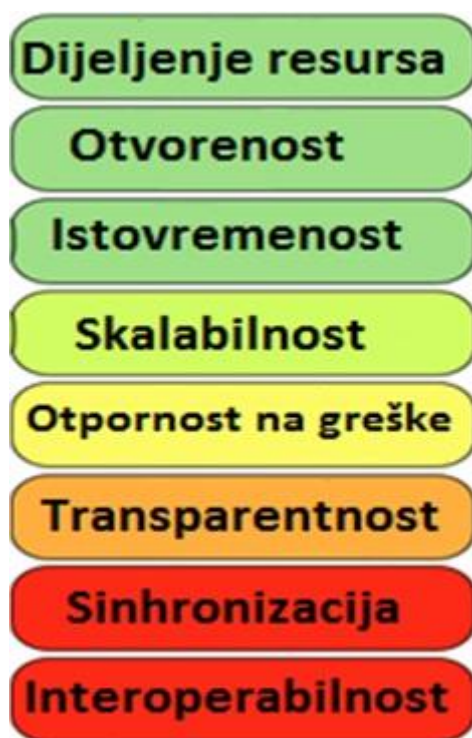 Dijeljenje resursa
Otvorenost
Istovremenost
Skalabilnost
Otpornost na greške
Transparentnost
Sinhronizacija
Interoperabilnost